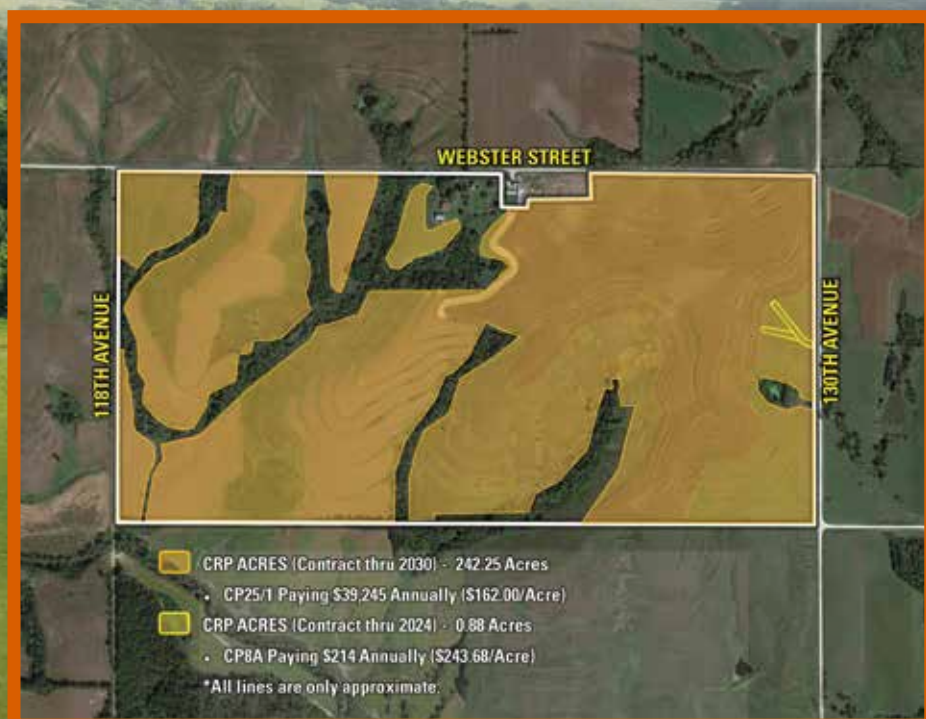 WEBSTER STREET
118TH AVENUE
130TH AVENUE
CRP ACRES (Contract thru 2030) - 242.25 Acres
• CP25/1 Paying $39,245 Annually ($162.00/Acre)
CRP ACRES (Contract thru 2024) - 0.88 Acres
• CP8A Paying $214 Annually ($243.68/Acre)
*All lines are only approximate.